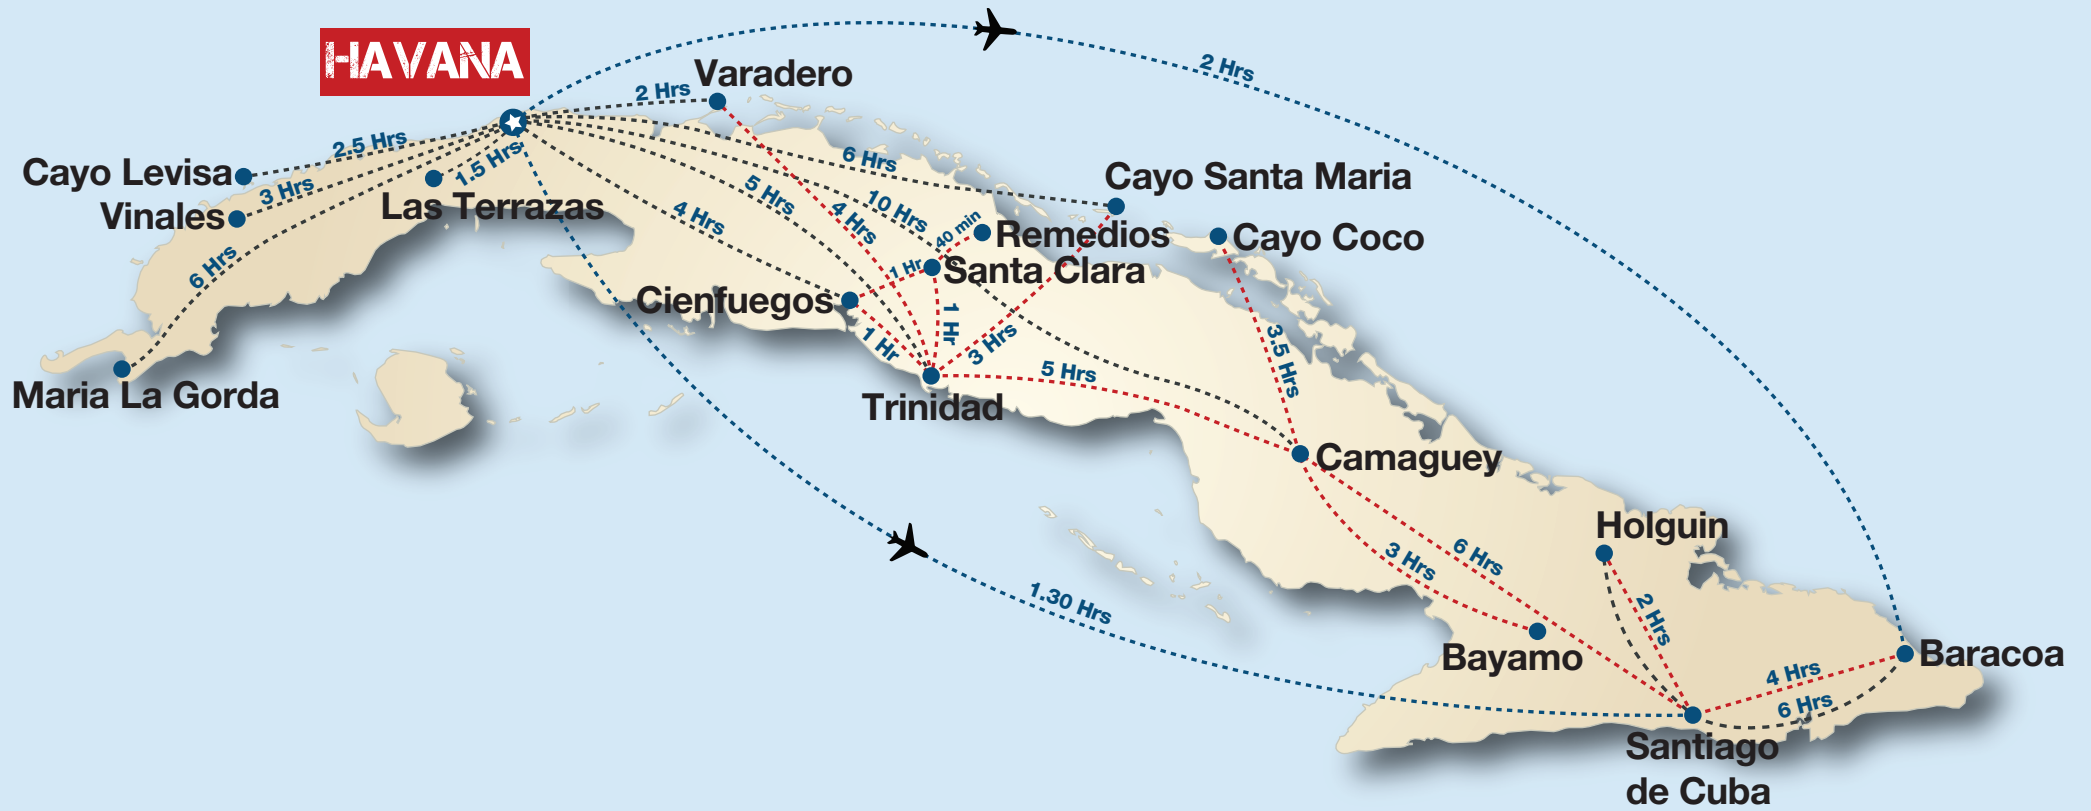 HAVANA
2 Hrs
Varadero
2 Hrs
2.5 Hrs
Cayo Levisa
3 Hrs
1.5 Hrs
6 Hrs
Cayo Santa Maria
Vinales
Las Terrazas
5 Hrs
4 Hrs
4 Hrs
10 Hrs
40 min
Remedios
Cayo Coco
6 Hrs
1 Hr
Santa Clara
Cienfuegos
1 Hr
1 Hr
3 Hrs
3.5 Hrs
5 Hrs
Maria La Gorda
Trinidad
Camaguey
Holguin
3 Hrs
6 Hrs
1.30 Hrs
2 Hrs
Bayamo
Baracoa
4 Hrs
6 Hrs
Santiago
de Cuba